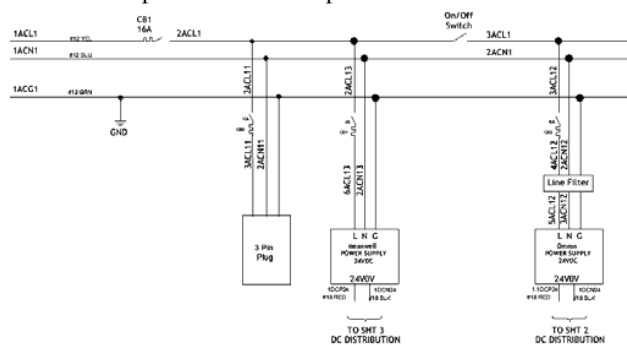 CB1
16A
On/Off
Switch
1ACL1
#12 YEL
2ACL1
3ACL1
1ACN1
#12 BLU
2ACN1
1ACG1
#12 GRN
GND
2ACL11
3ACL11
2ACN11
2ACL13
6ACL13
2ACN13
3ACL12
4ACL12
2ACN12
Line Filter
5ACL12
3ACN12
3 Pin
Plug
L N G
Meanwell
POWER SUPPLY
24VDC
24V0V
#18 RED
#18 BLK
TO SHT 3
DC DISTRIBUTION
L N G
Omron
POWER SUPPLY
24VDC
24V0V
#18 RED
#18 BLK
TO SHT 2
DC DISTRIBUTION